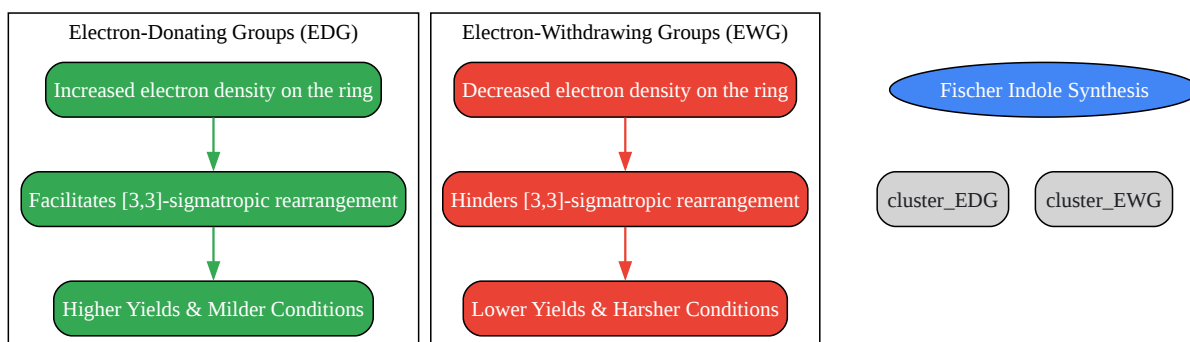 Electron-Donating Groups (EDG)
Increased electron density on the ring
Facilitates [3,3]-sigmatropic rearrangement
Higher Yields & Milder Conditions
Electron-Withdrawing Groups (EWG)
Decreased electron density on the ring
Hinders [3,3]-sigmatropic rearrangement
Lower Yields & Harsher Conditions
Fischer Indole Synthesis
cluster_EDG
cluster_EWG